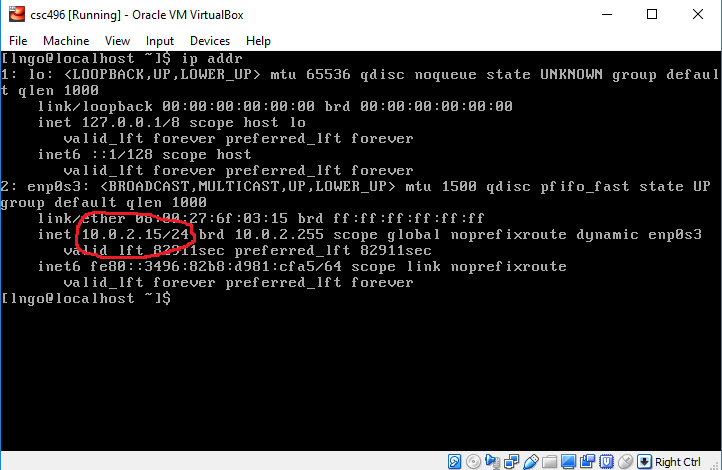 csc496 [Running] - Oracle VM VirtualBox
File Machine View Input Devices Help
[lngo@localhost ~]$ ip addr
1: lo: <LOOPBACK,UP,LOWER_UP> mtu 65536 qdisc noqueue state UNKNOWN group defaul
t qlen 1000
    link/loopback 00:00:00:00:00:00 brd 00:00:00:00:00:00
    inet 127.0.0.1/8 scope host lo
       valid_lft forever preferred_lft forever
    inet6 ::1/128 scope host
       valid_lft forever preferred_lft forever
2: enp0s3: <BROADCAST,MULTICAST,UP,LOWER_UP> mtu 1500 qdisc pfifo_fast state UP
group default qlen 1000
    link/ether 08:00:27:6f:03:15 brd ff:ff:ff:ff:ff:ff
    inet 10.0.2.15/24 brd 10.0.2.255 scope global noprefixroute dynamic enp0s3
       valid_lft 82911sec preferred_lft 82911sec
    inet6 fe80::3496:82b8:d981:cfa5/64 scope link noprefixroute
       valid_lft forever preferred_lft forever
[lngo@localhost ~]$
Right Ctrl